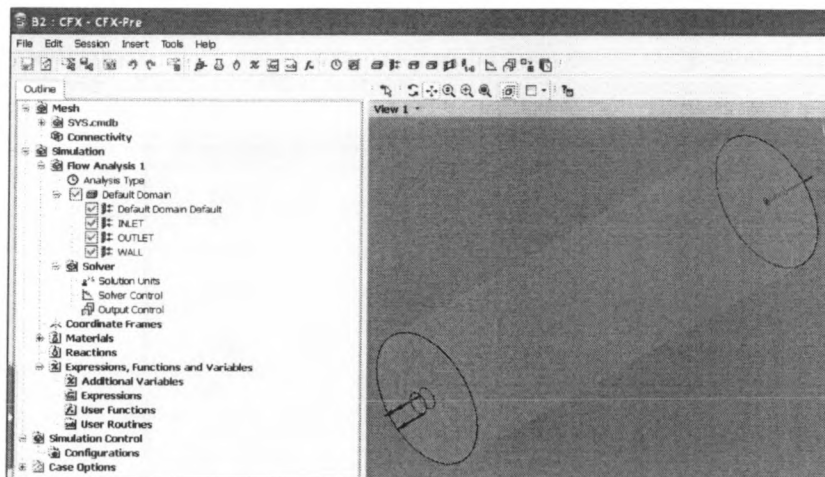 B2 : CFX - CFX-Pre
File Edit Session Insert Tools Help
Outline
View 1
Mesh
SYS.cmdb
Connectivity
Simulation
Flow Analysis 1
Analysis Type
Default Domain
Default Domain Default
INLET
OUTLET
WALL
Solver
Solution Units
Solver Control
Output Control
Coordinate Frames
Materials
Reactions
Expressions, Functions and Variables
Additional Variables
Expressions
User Functions
User Routines
Simulation Control
Configurations
Case Options